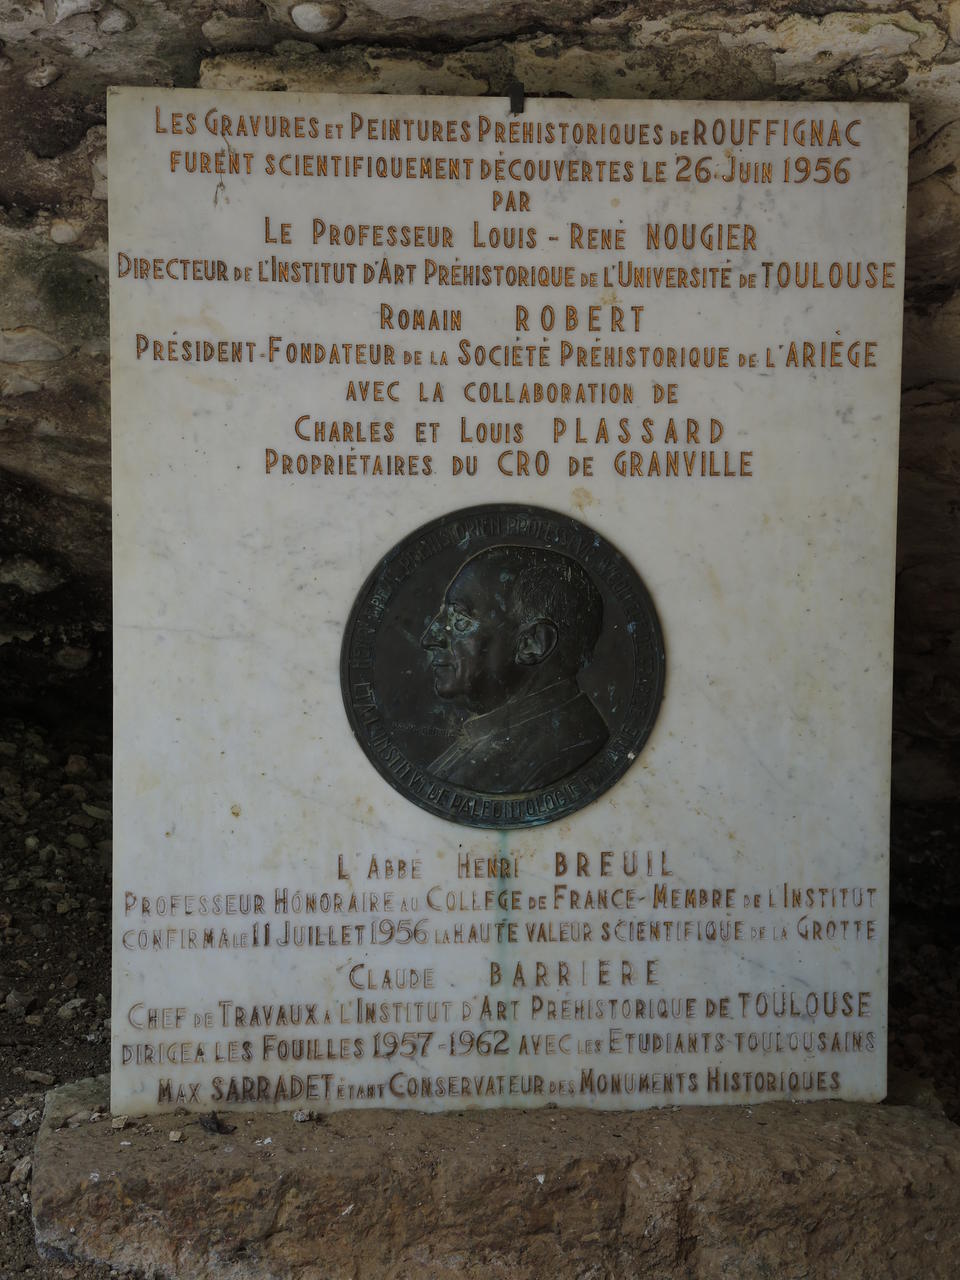 LES GRAVURES ET PEINTURES PRÉHISTORIQUES DE ROUFFIGNAC
FURENT SCIENTIFIQUEMENT DÉCOUVERTES LE 26 JUIN 1956
PAR
LE PROFESSEUR LOUIS - RENÉ NOUGIER
DIRECTEUR DE L'INSTITUT D'ART PRÉHISTORIQUE DE L'UNIVERSITÉ DE TOULOUSE
ROMAIN ROBERT
PRÉSIDENT-FONDATEUR DE LA SOCIÉTÉ PRÉHISTORIQUE DE L'ARIÈGE
AVEC LA COLLABORATION DE
CHARLES ET LOUIS PLASSARD
PROPRIÉTAIRES DU CRO DE GRANVILLE
INSTITVT DE PALEONTOLOGIE
L'ABBÉ HENRI BREUIL
PROFESSEUR HONORAIRE AU COLLÈGE DE FRANCE - MEMBRE DE L'INSTITUT
CONFIRMA LE 11 JUILLET 1956 LA HAUTE VALEUR SCIENTIFIQUE DE LA GROTTE
CLAUDE BARRIÈRE
CHEF DE TRAVAUX A L'INSTITUT D'ART PRÉHISTORIQUE DE TOULOUSE
DIRIGEA LES FOUILLES 1957-1962 AVEC LES ETUDIANTS TOULOUSAINS
MAX SARRADET ÉTANT CONSERVATEUR DES MONUMENTS HISTORIQUES